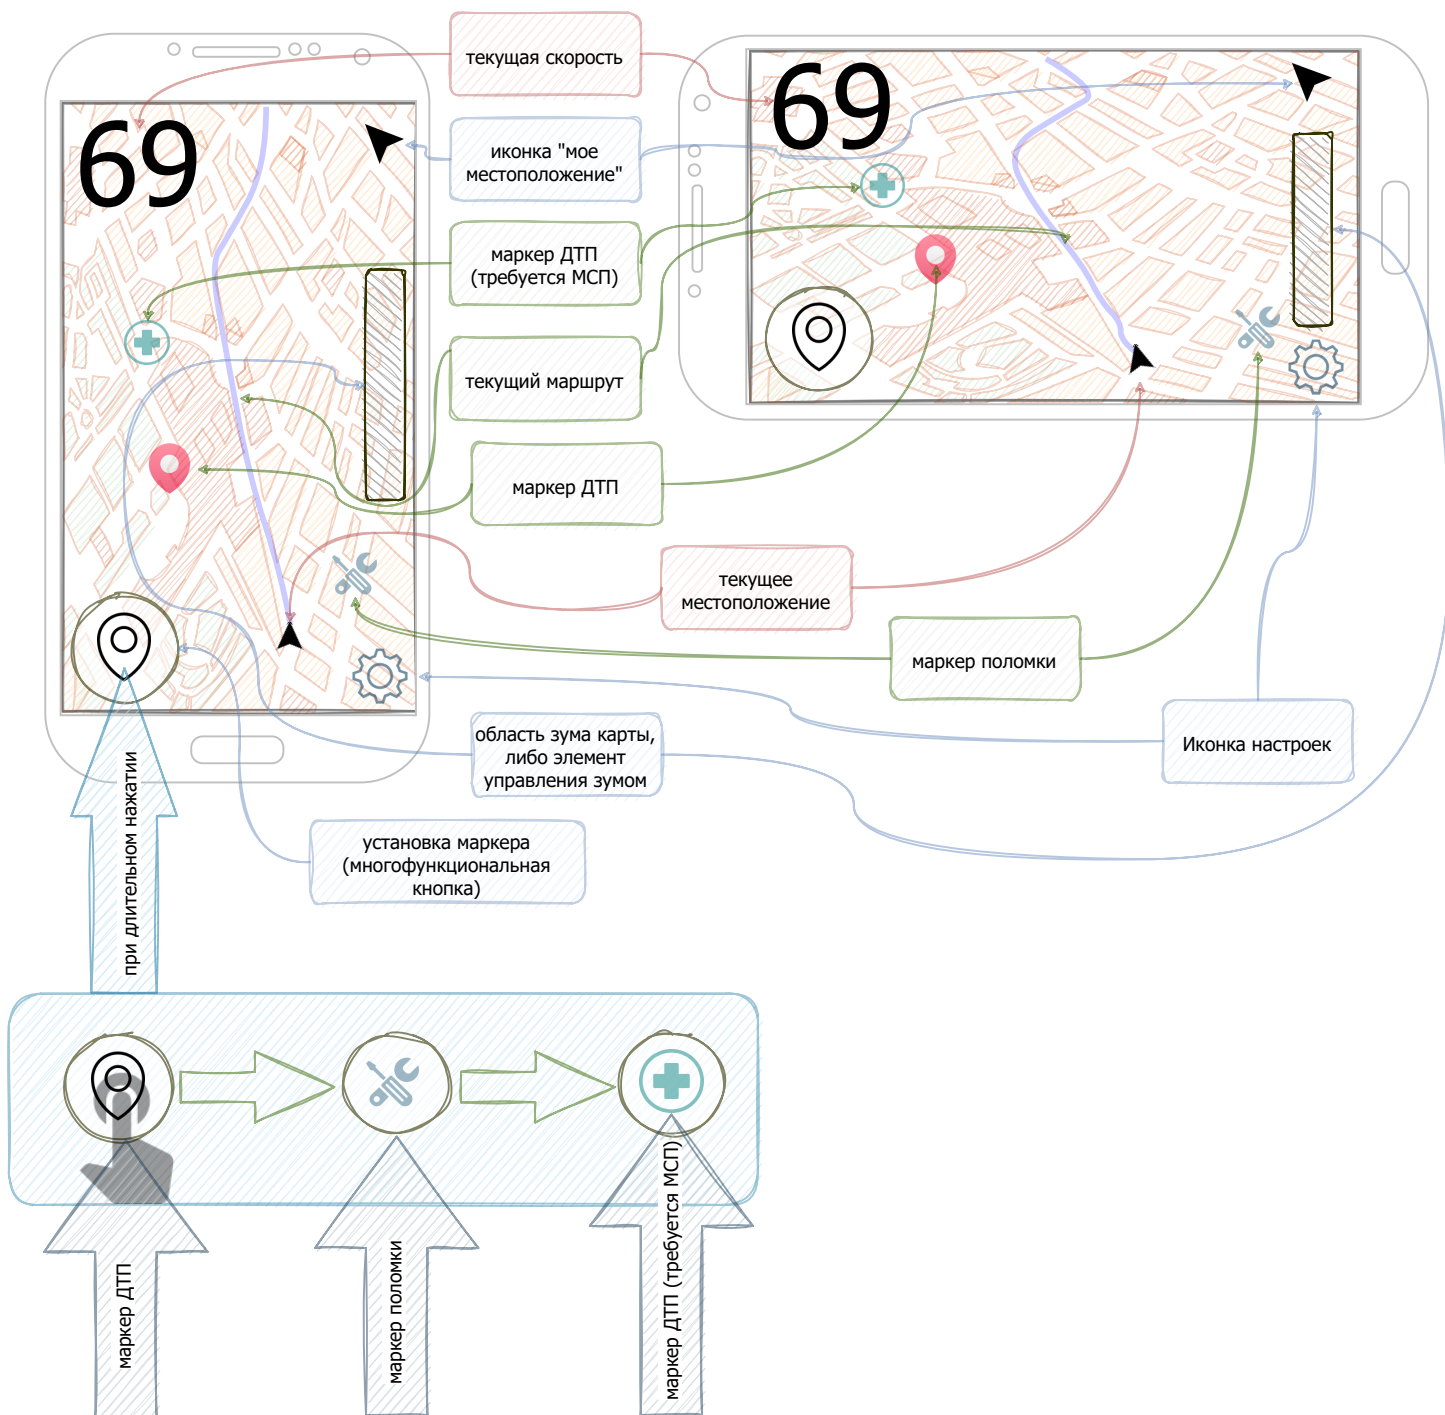 69
69
текущая скорость
иконка "мое
местоположение"
маркер ДТП
(требуется МСП)
текущий маршрут
маркер ДТП
текущее
местоположение
маркер поломки
Иконка настроек
область зума карты,
либо элемент
управления зумом
установка маркера
(многофункциональная
кнопка)
при длительном нажатии
маркер ДТП
маркер поломки
маркер ДТП (требуется МСП)